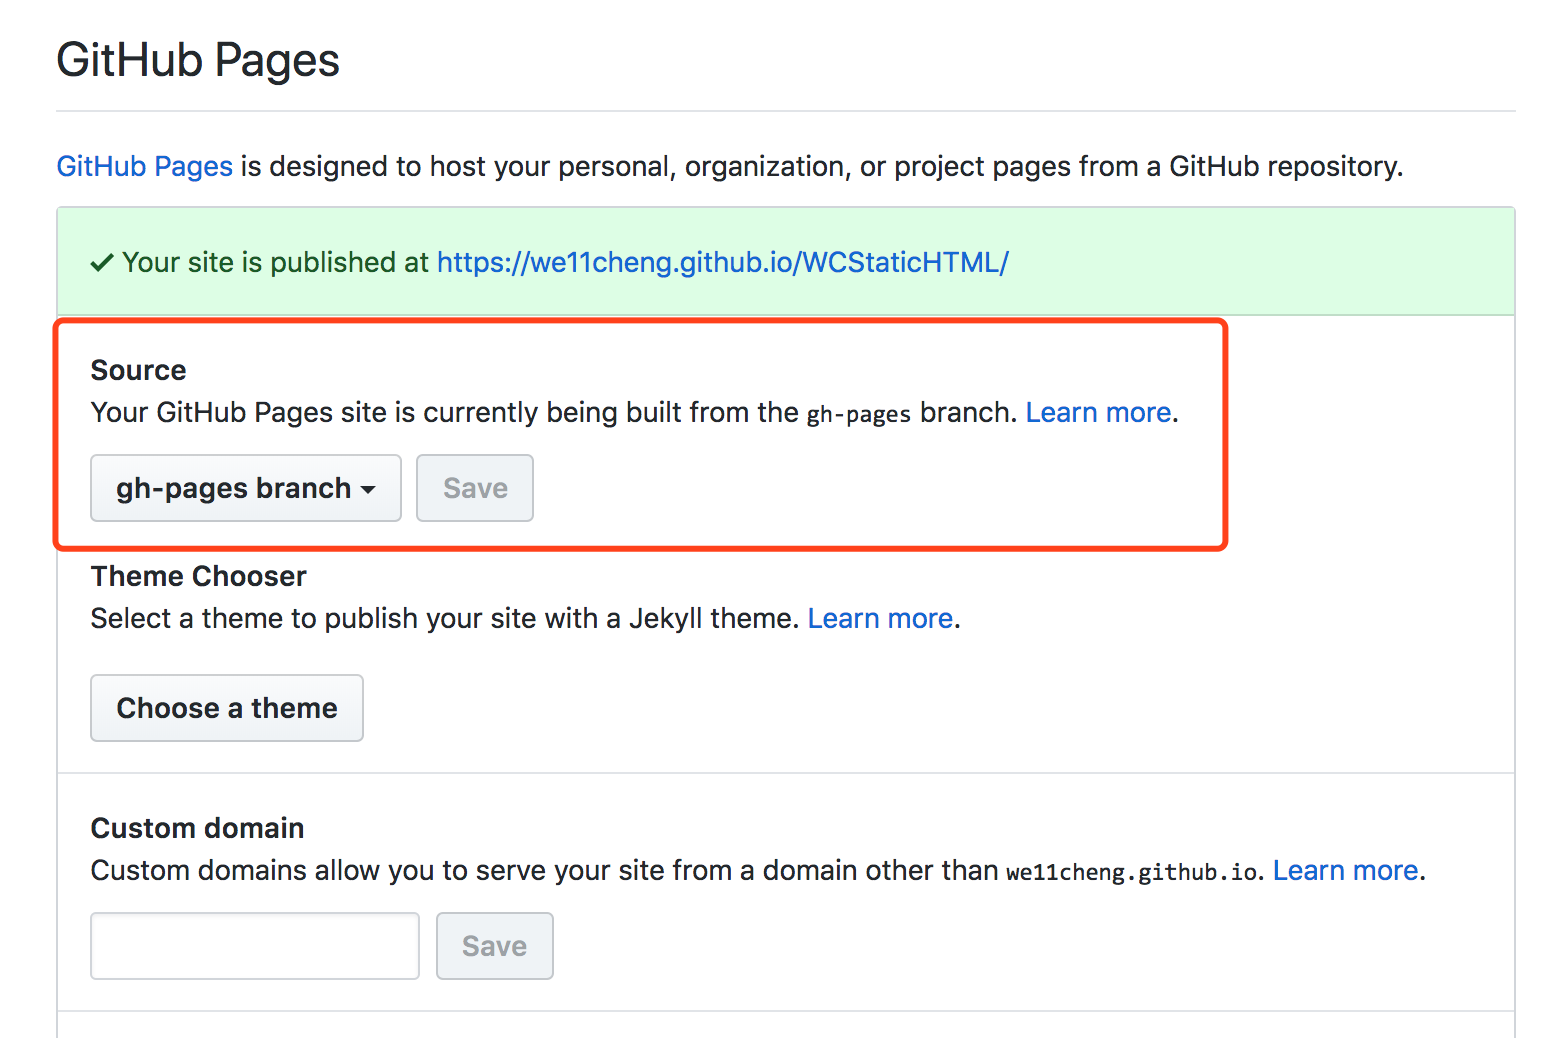 GitHub Pages
GitHub Pages is designed to host your personal, organization, or project pages from a GitHub repository.
Your site is published at https://we11cheng.github.io/WCStaticHTML/
Source
Your GitHub Pages site is currently being built from the gh-pages branch. Learn more.
gh-pages branch Save
Theme Chooser
Select a theme to publish your site with a Jekyll theme. Learn more.
Choose a theme
Custom domain
Custom domains allow you to serve your site from a domain other than we11cheng.github.io. Learn more.
Save